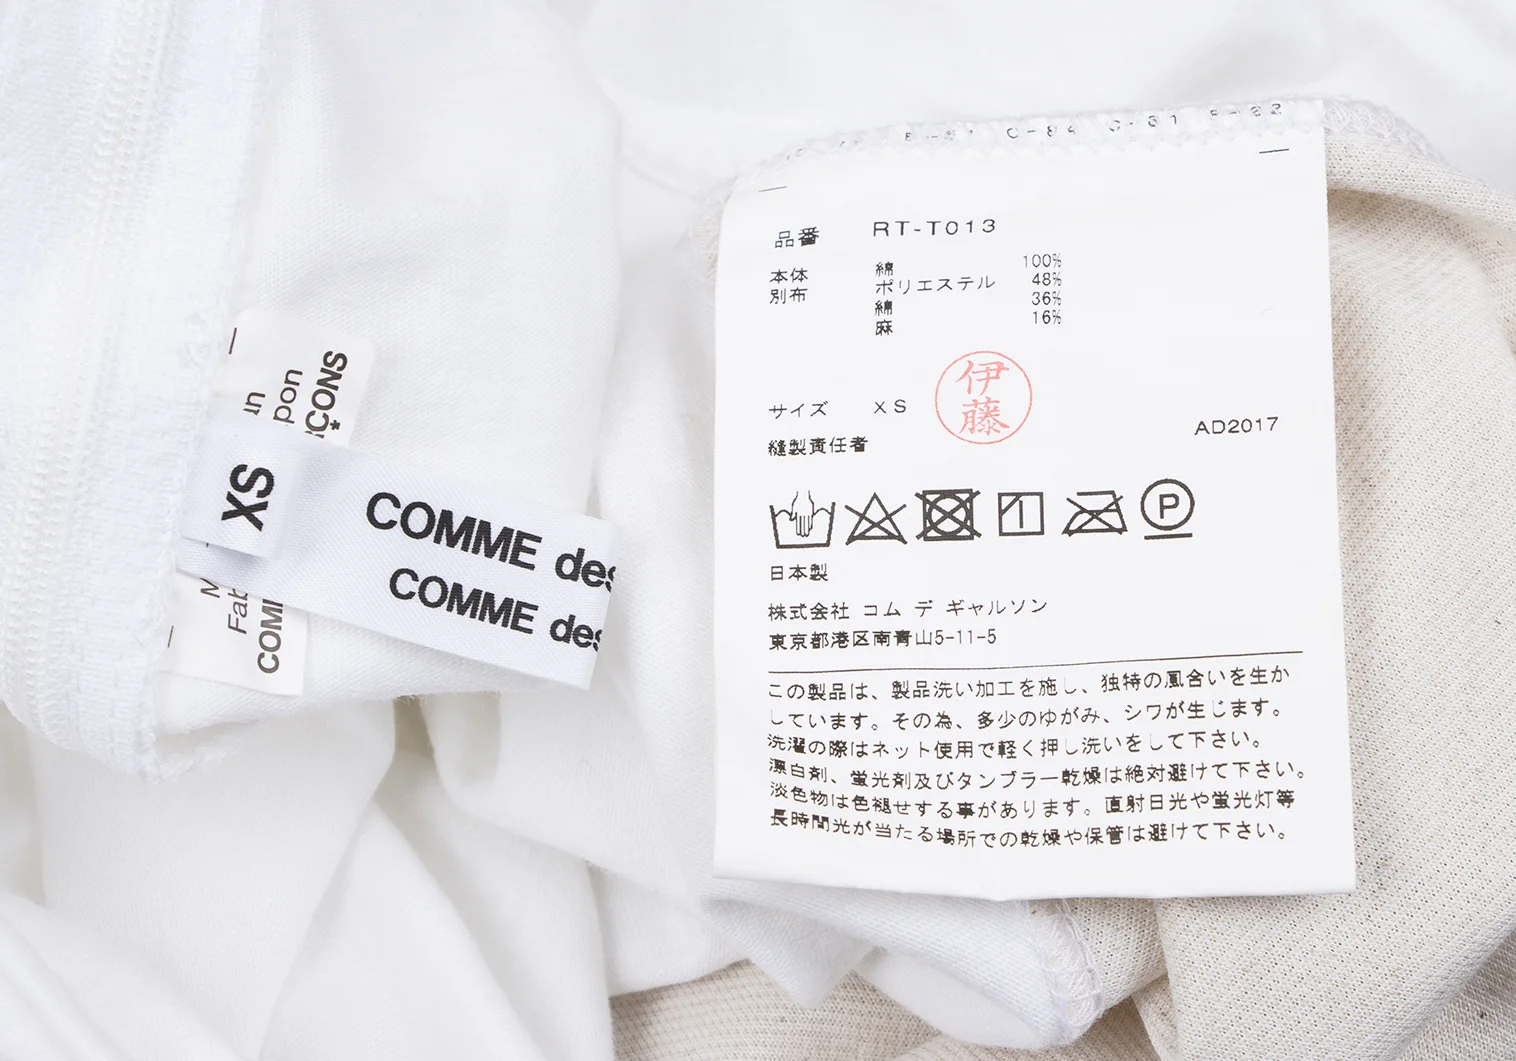 RT-T013
品番
本体 綿 100%
別布 ポリエステル 48%
綿 36%
麻 16%
サイズ XS
伊藤
縫製責任者
AD2017
P
日本製
株式会社 コム デ ギャルソン
東京都港区南青山5-11-5
この製品は、製品洗い加工を施し、独特の風合いを生か
しています。その為、多少のゆがみ、シワが生じます。
洗濯の際はネット使用で軽く押し洗いをして下さい。
漂白剤、蛍光剤及びタンブラー乾燥は絶対避けて下さい。
淡色物は色褪せする事があります。直射日光や蛍光灯等
長時間光が当たる場所での乾燥や保管は避けて下さい。
XS
COMME des
COMME des